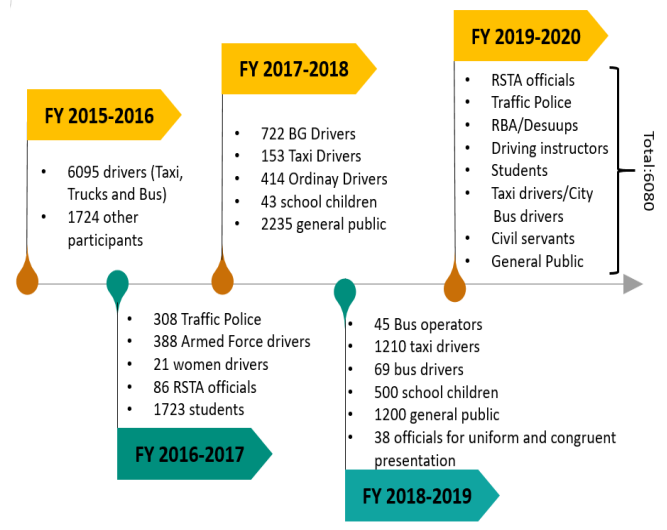 FY 2015-2016
• 6095 drivers (Taxi,
Trucks and Bus)
• 1724 other
participants
FY 2017-2018
• 722 BG Drivers
• 153 Taxi Drivers
• 414 Ordinay Drivers
• 43 school children
• 2235 general public
FY 2019-2020
• RSTA officials
• Traffic Police
• RBA/Desuups
• Driving instructors
• Students
• Taxi drivers/City
Bus drivers
• Civil servants
• General Public
Total:6080
• 308 Traffic Police
• 388 Armed Force drivers
• 21 women drivers
• 86 RSTA officials
• 1723 students
FY 2016-2017
• 45 Bus operators
• 1210 taxi drivers
• 69 bus drivers
• 500 school children
• 1200 general public
• 38 officials for uniform and congruent
presentation
FY 2018-2019